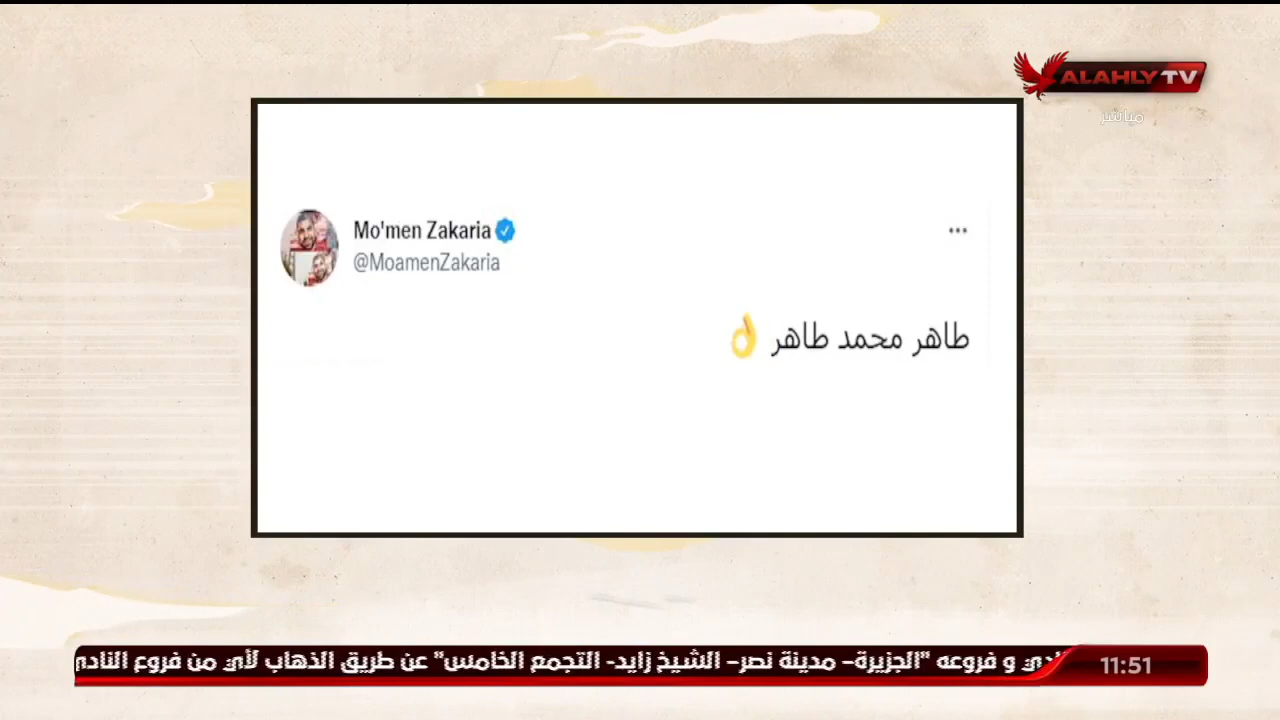 ALAHLY TV
مباشر
Mo'men Zakaria
@MoamenZakaria
طاهر محمد طاهر 👌
و فروعه "الجزيرة– مدينة نصر– الشيخ زايد- التجمع الخامس" عن طريق الذهاب لأي من فروع النادي
11:51